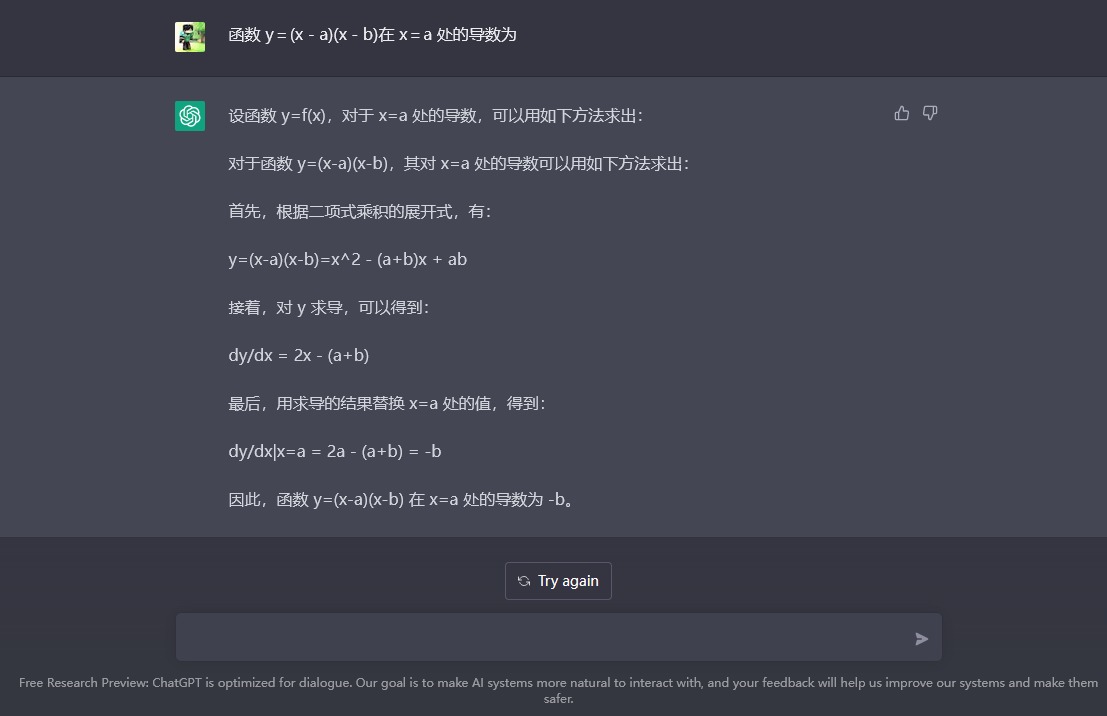 函数 y = (x - a)(x - b)在 x = a 处的导数为
设函数 y=f(x)，对于 x=a 处的导数，可以用如下方法求出：
对于函数 y=(x-a)(x-b)，其对 x=a 处的导数可以用如下方法求出：
首先，根据二项式乘积的展开式，有：
y=(x-a)(x-b)=x^2 - (a+b)x + ab
接着，对 y 求导，可以得到：
dy/dx = 2x - (a+b)
最后，用求导的结果替换 x=a 处的值，得到：
dy/dx|x=a = 2a - (a+b) = -b
因此，函数 y=(x-a)(x-b) 在 x=a 处的导数为 -b。
Try again
Free Research Preview: ChatGPT is optimized for dialogue. Our goal is to make AI systems more natural to interact with, and your feedback will help us improve our systems and make them
safer.